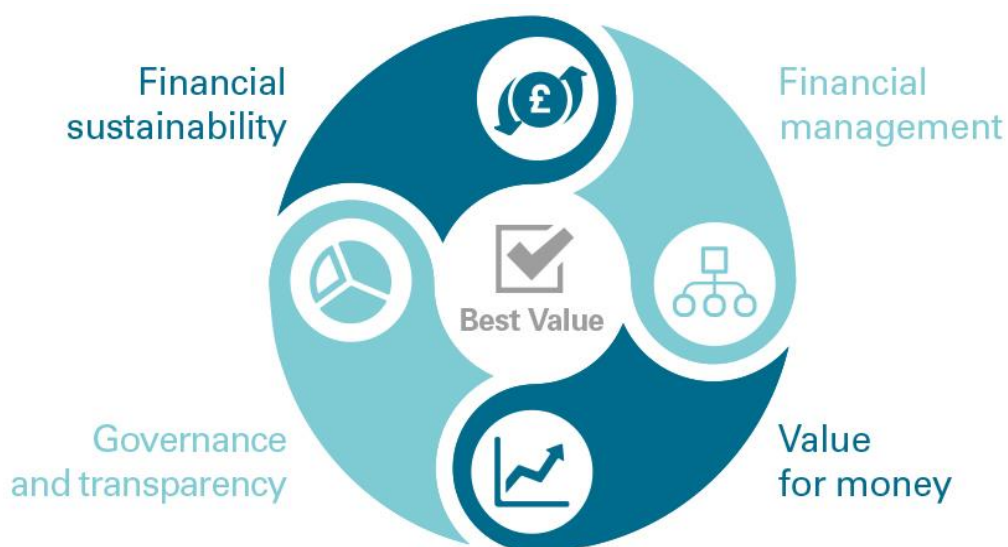 Financial
sustainability
£
Financial
management
Best Value
Governance
and transparency
Value
for money